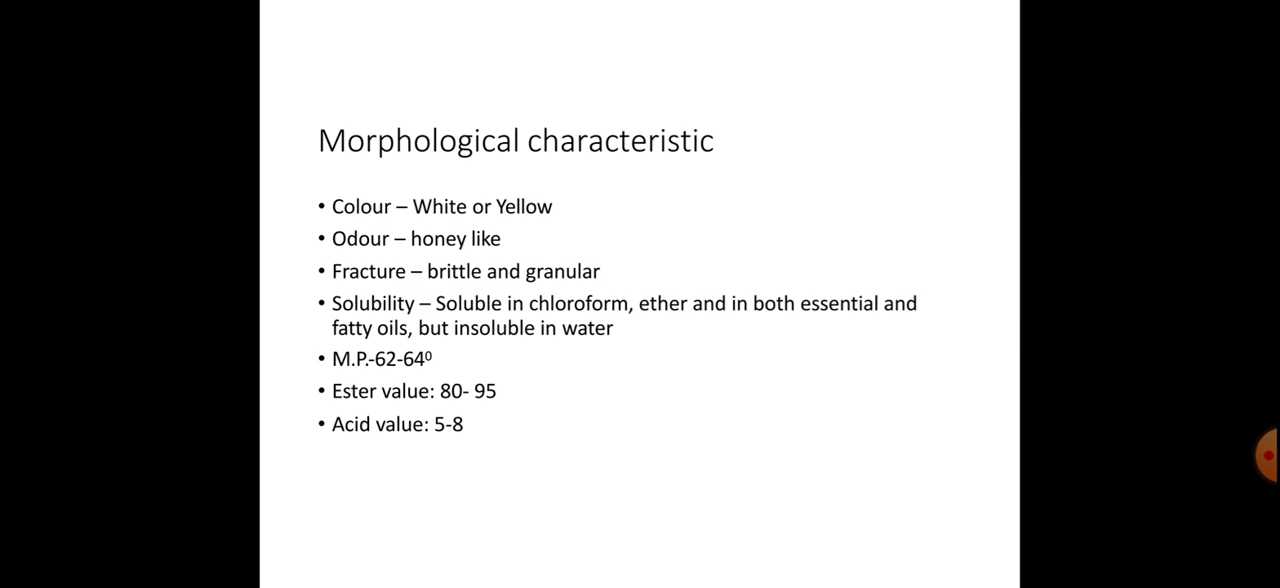 Morphological characteristic
• Colour – White or Yellow
• Odour – honey like
• Fracture – brittle and granular
• Solubility – Soluble in chloroform, ether and in both essential and
fatty oils, but insoluble in water
• M.P.-62-64⁰
• Ester value: 80- 95
• Acid value: 5-8